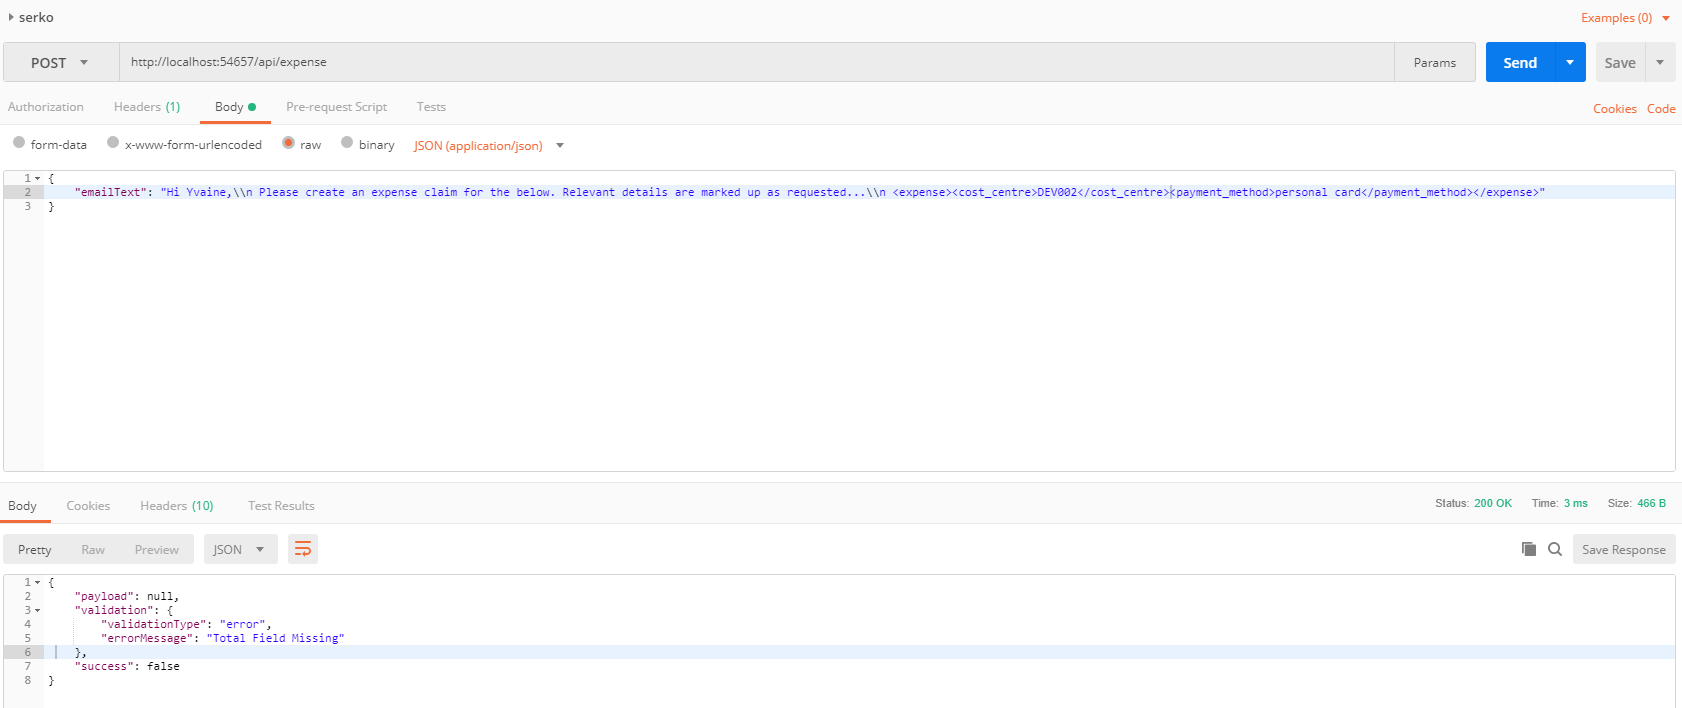 serko
Examples (0)
POST http://localhost:54657/api/expense Params Send Save
Authorization Headers (1) Body Pre-request Script Tests Cookies Code
form-data x-www-form-urlencoded raw binary JSON (application/json)
1 {
2 "emailText": "Hi Yvaine,\\n Please create an expense claim for the below. Relevant details are marked up as requested...\\n <expense><cost_centre>DEV002</cost_centre><payment_method>personal card</payment_method></expense>"
3 }
Body Cookies Headers (10) Test Results Status: 200 OK Time: 3 ms Size: 466 B
Pretty Raw Preview JSON Save Response
1 {
2 "payload": null,
3 "validation": {
4 "validationType": "error",
5 "errorMessage": "Total Field Missing"
6 },
7 "success": false
8 }